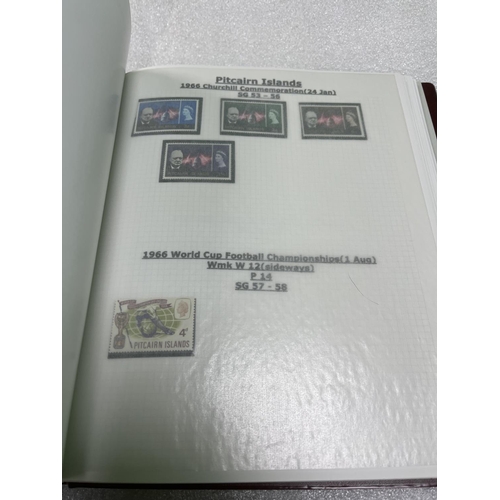 Pitcairn Islands
1966 Churchill Commemoration(24 Jan)
SG 53 - 56
1966 World Cup Football Championships(1 Aug)
Wmk W 12(sideways)
P 14
SG 57 - 58
4d
PITCAIRN ISLANDS